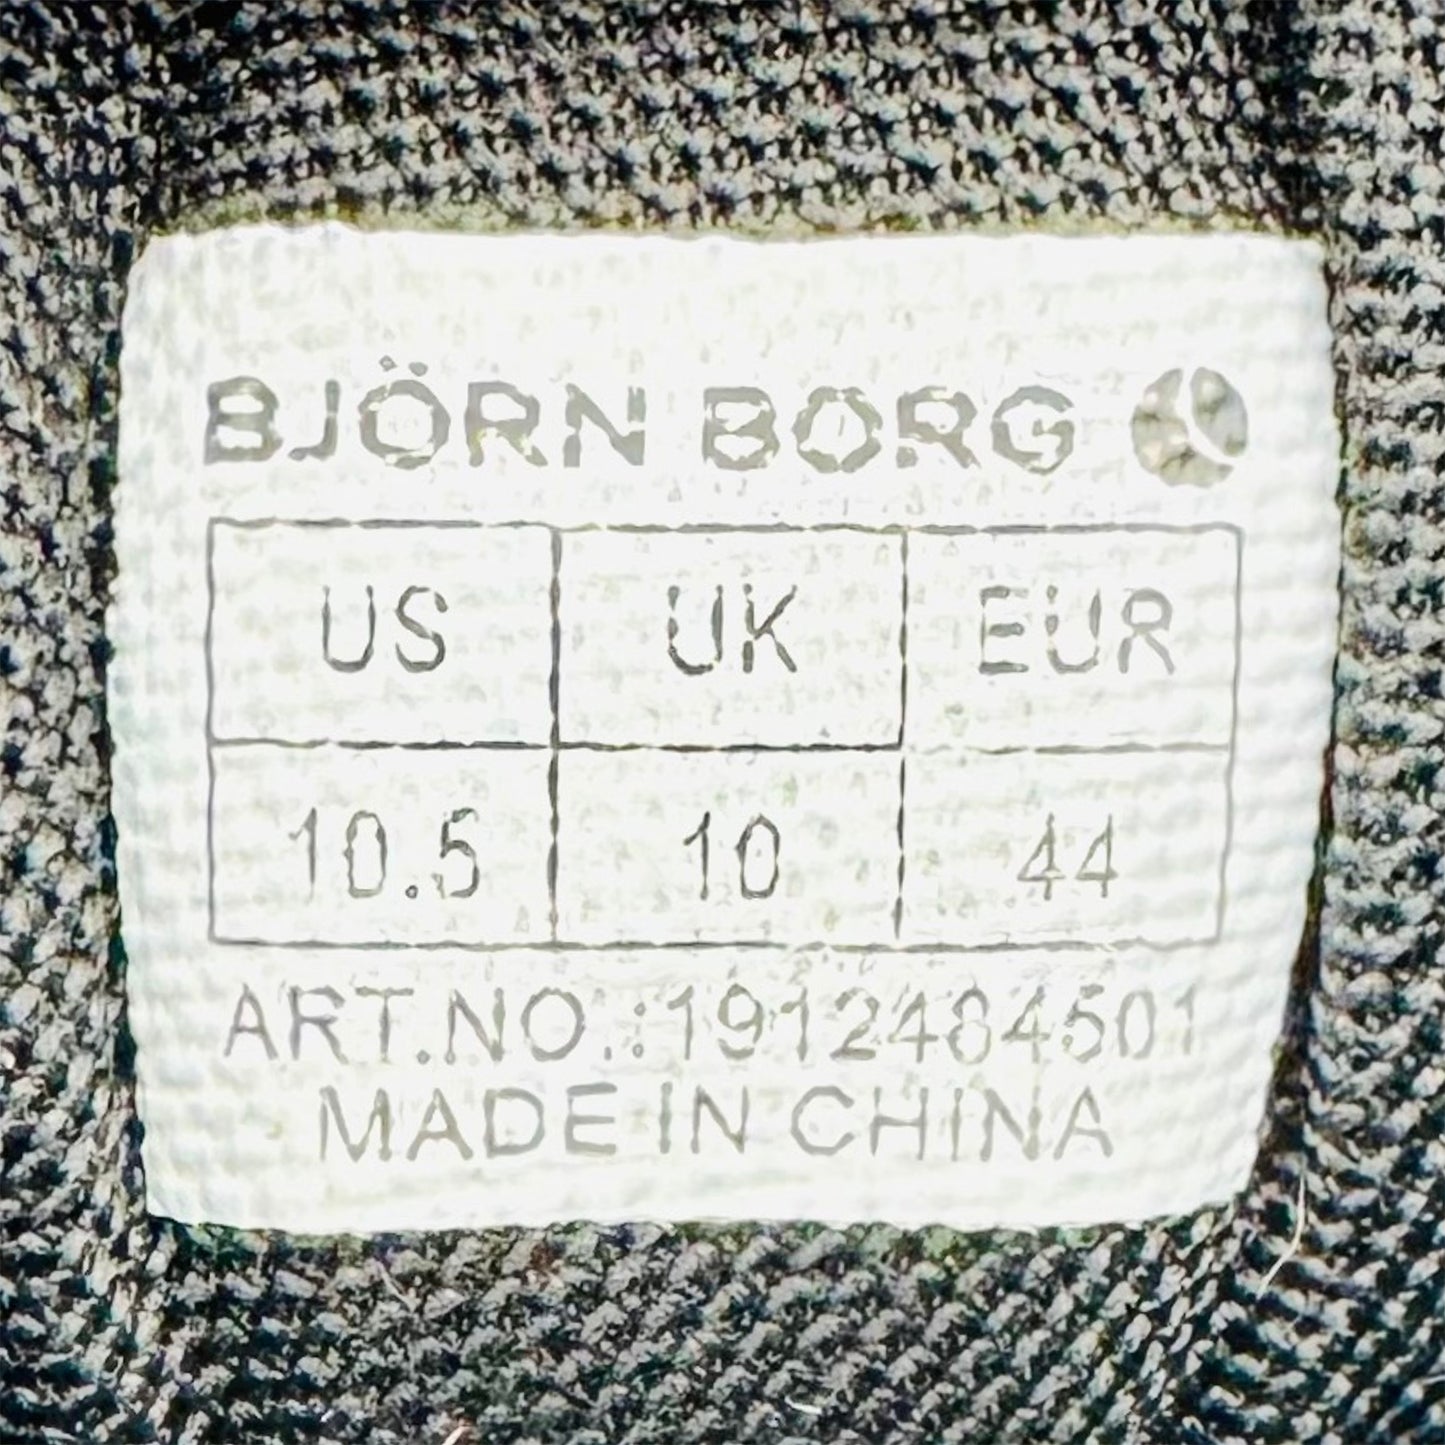 BJÖRN BORG
US UK EUR
10.5 10 44
ART.NO.:1912484501
MADE IN CHINA